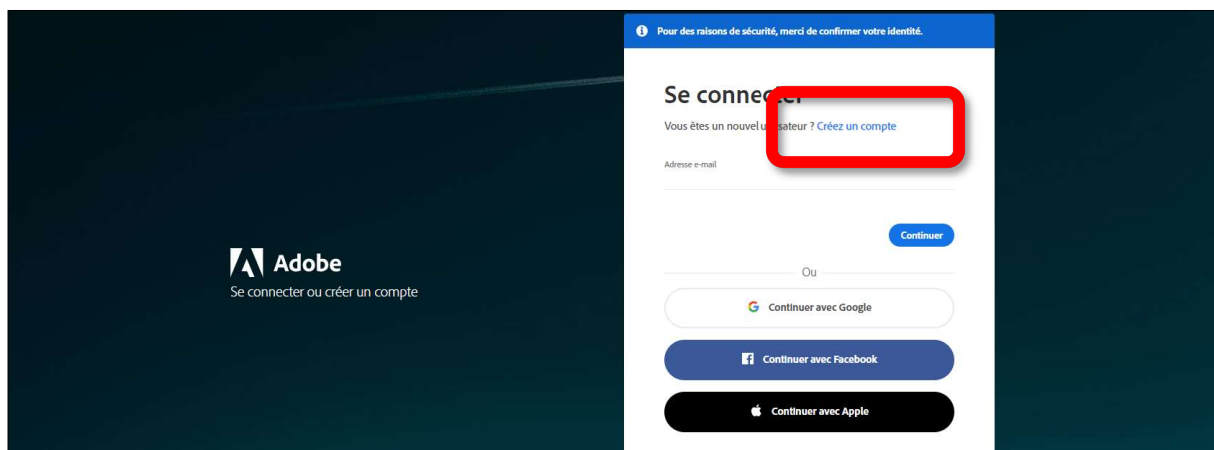 Pour des raisons de sécurité, merci de confirmer votre identité.
Se connecter
Vous êtes un nouvel utilisateur ? Créez un compte
Adresse e-mail
Continuer
Adobe
Se connecter ou créer un compte
Ou
Continuer avec Google
Continuer avec Facebook
Continuer avec Apple